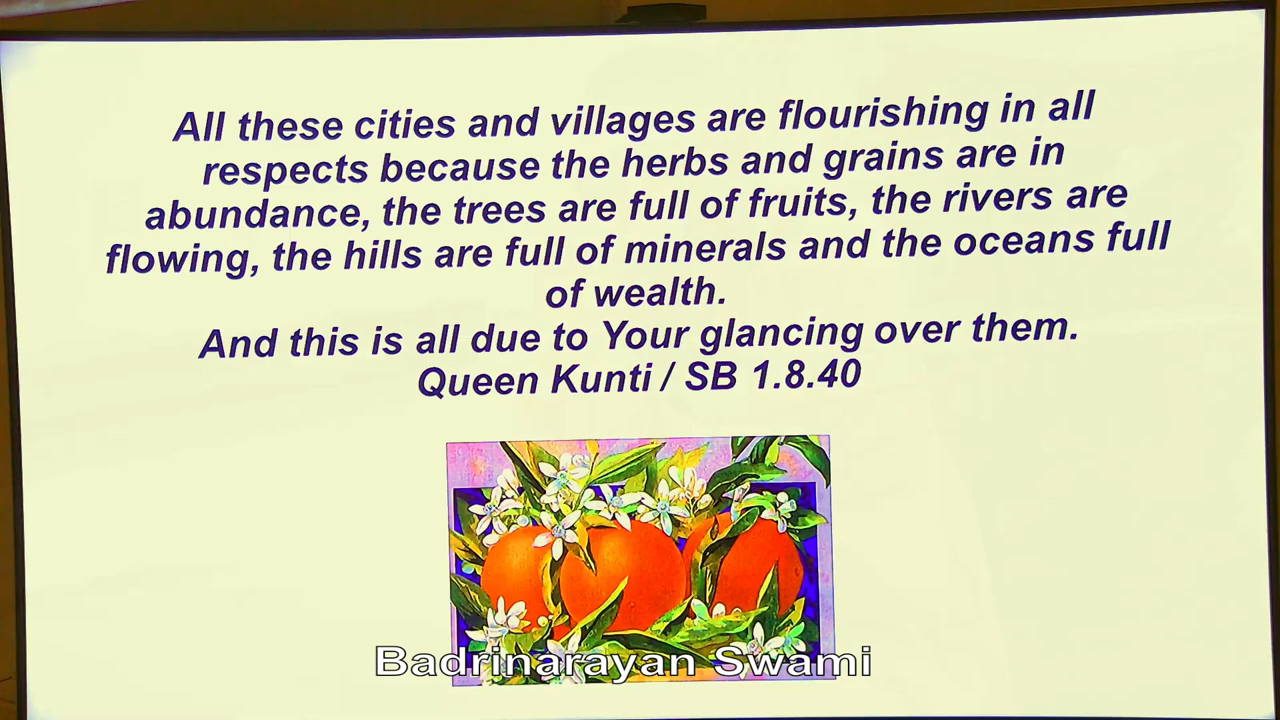 All these cities and villages are flourishing in all
respects because the herbs and grains are in
abundance, the trees are full of fruits, the rivers are
flowing, the hills are full of minerals and the oceans full
of wealth.
And this is all due to Your glancing over them.
Queen Kunti / SB 1.8.40
Badrinarayan Swami